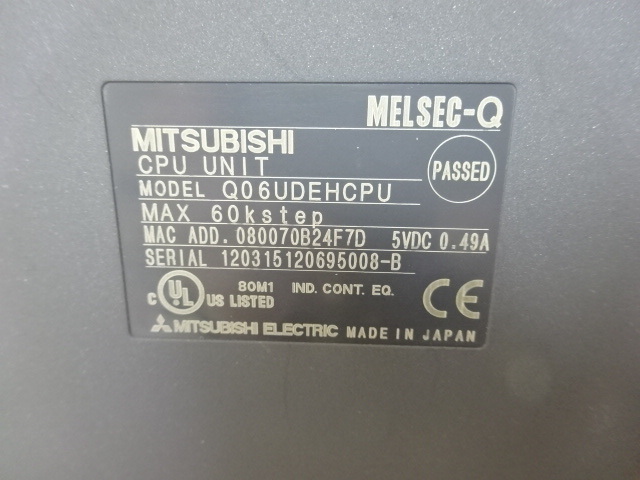 MELSEC-Q
MITSUBISHI
CPU UNIT
PASSED
MODEL Q06UDEHCPU
MAX 60kstep
MAC ADD. 080070B24F7D 5VDC 0.49A
SERIAL 120315120695008-B
80M1 IND. CONT. EQ.
C UL US LISTED
CE
MITSUBISHI ELECTRIC MADE IN JAPAN